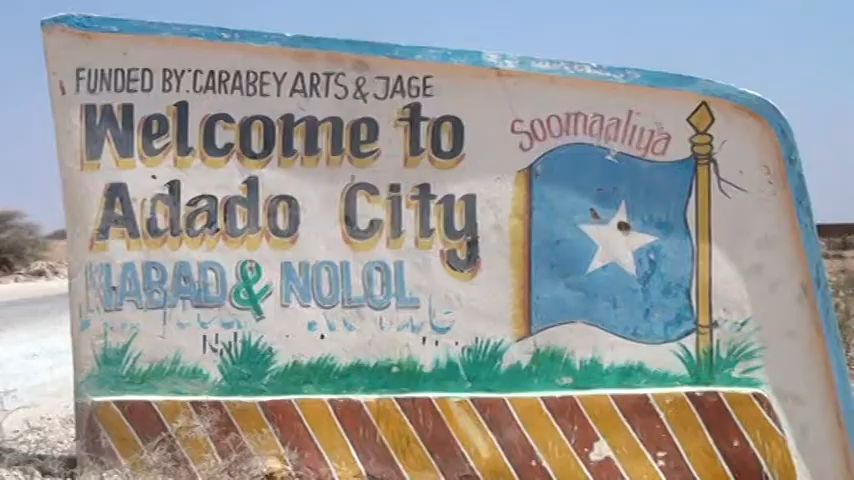 FUNDED BY: CARABEY ARTS & JAGE
Welcome to
Adado City
NABAD & NOLOL
Soomaaliya